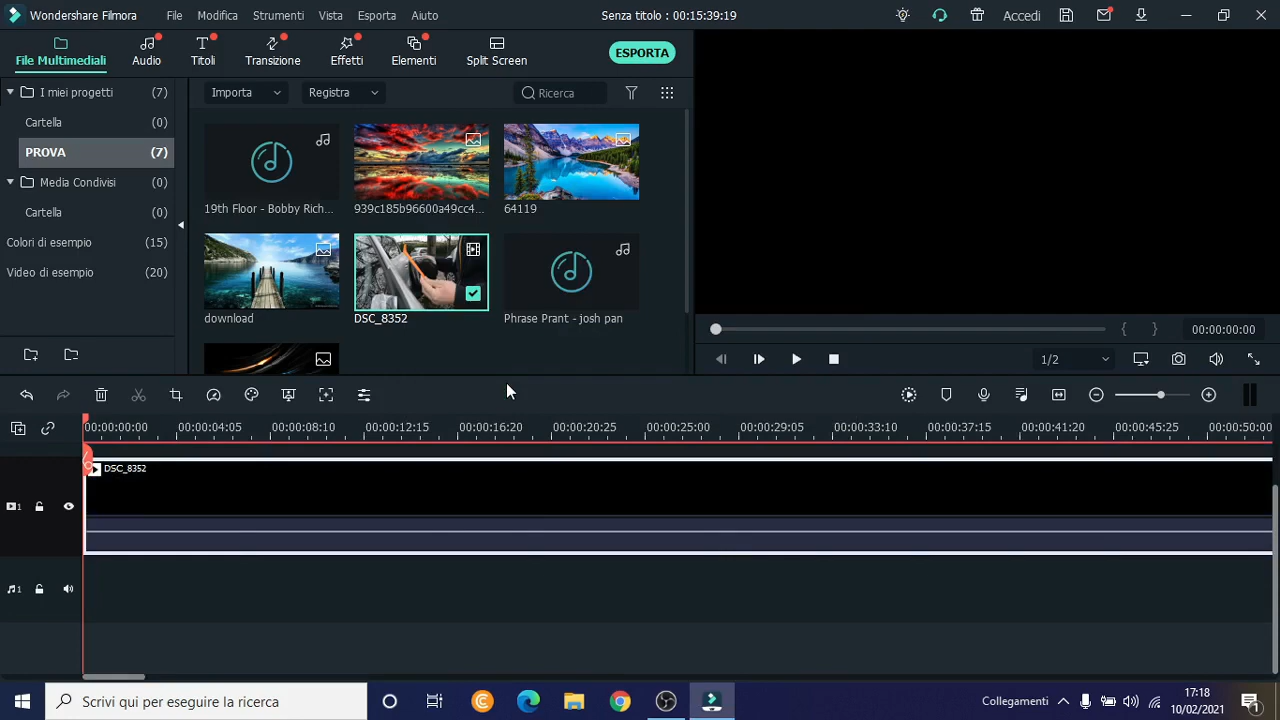 Wondershare Filmora
File
Modifica
Strumenti
Vista
Esporta
Aiuto
Senza titolo : 00:15:39:19
Accedi
File Multimediali
Audio
Titoli
Transizione
Effetti
Elementi
Split Screen
ESPORTA
I miei progetti (7)
Cartella (0)
PROVA (7)
Media Condivisi (0)
Cartella (0)
Colori di esempio (15)
Video di esempio (20)
Importa
Registra
Ricerca
19th Floor - Bobby Rich...
939c185b96600a49cc4...
64119
download
DSC_8352
Phrase Prant - josh pan
{ } 00:00:00:00
1/2
00:00:00:00 00:00:04:05 00:00:08:10 00:00:12:15 00:00:16:20 00:00:20:25 00:00:25:00 00:00:29:05 00:00:33:10 00:00:37:15 00:00:41:20 00:00:45:25 00:00:50:00
DSC_8352
1
1
Scrivi qui per eseguire la ricerca
Collegamenti
17:18
10/02/2021
1